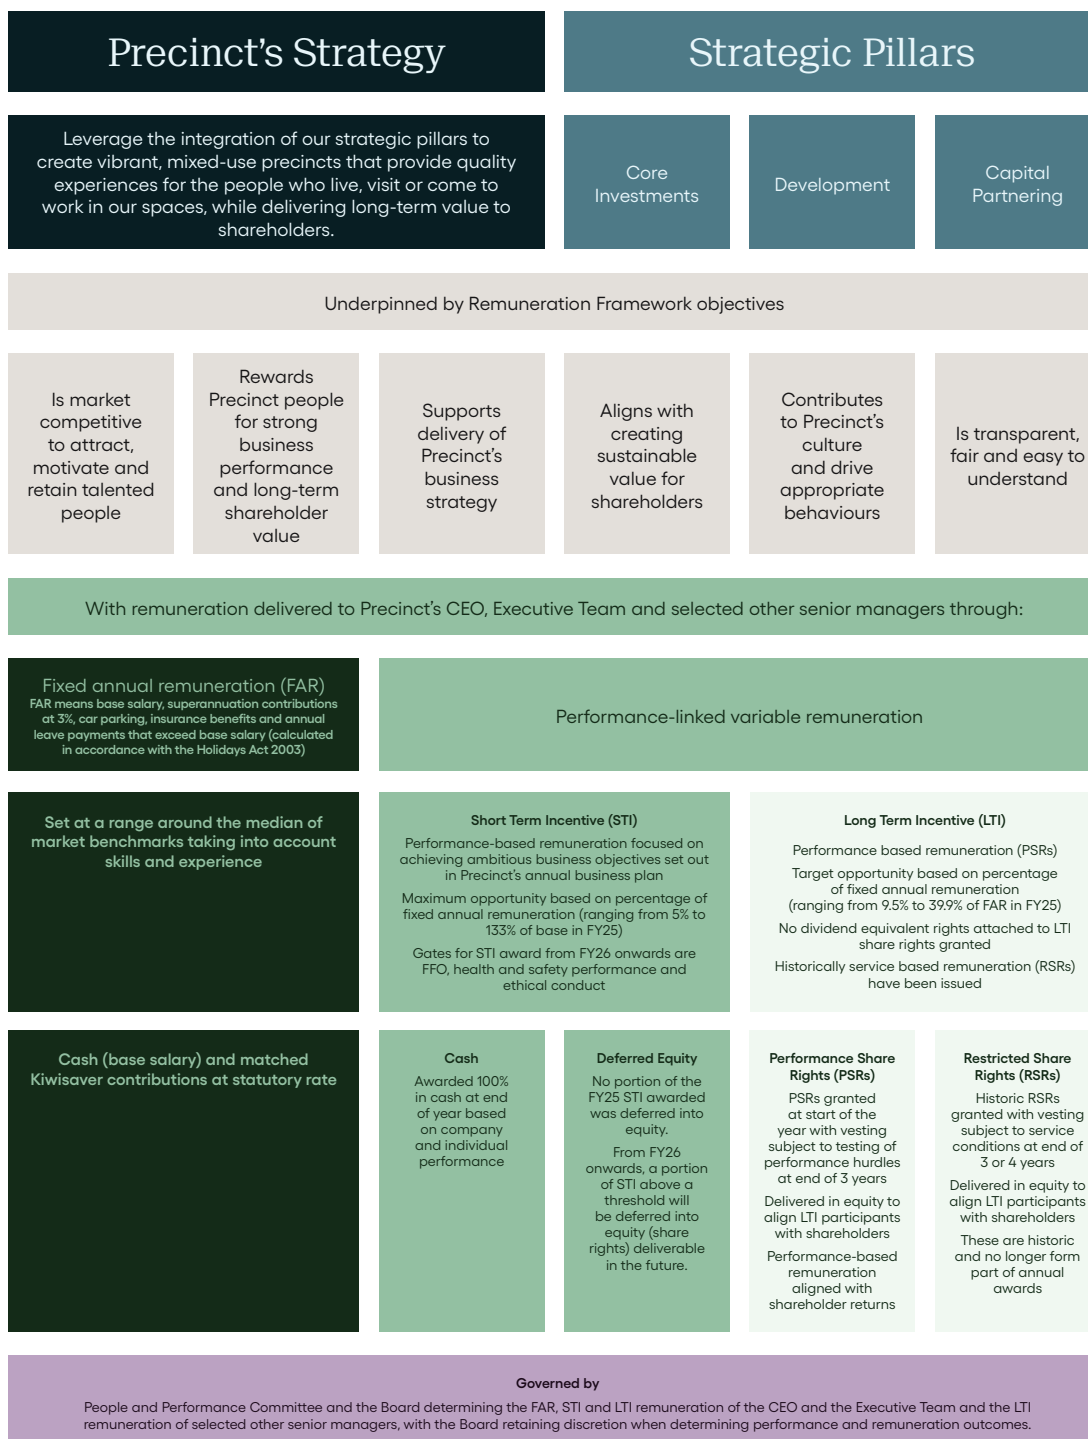 Precinct's Strategy
Strategic Pillars
Leverage the integration of our strategic pillars to
create vibrant, mixed-use precincts that provide quality
experiences for the people who live, visit or come to
work in our spaces, while delivering long-term value to
shareholders.
Core
Investments
Development
Capital
Partnering
Underpinned by Remuneration Framework objectives
Is market
competitive
to attract,
motivate and
retain talented
people
Rewards
Precinct people
for strong
business
performance
and long-term
shareholder
value
Supports
delivery of
Precinct's
business
strategy
Aligns with
creating
sustainable
value for
shareholders
Contributes
to Precinct's
culture
and drive
appropriate
behaviours
Is transparent,
fair and easy to
understand
With remuneration delivered to Precinct's CEO, Executive Team and selected other senior managers through:
Fixed annual remuneration (FAR)
FAR means base salary, superannuation contributions
at 3%, car parking, insurance benefits and annual
leave payments that exceed base salary (calculated
in accordance with the Holidays Act 2003)
Performance-linked variable remuneration
Set at a range around the median of
market benchmarks taking into account
skills and experience
Short Term Incentive (STI)
Performance-based remuneration focused on
achieving ambitious business objectives set out
in Precinct's annual business plan
Maximum opportunity based on percentage of
fixed annual remuneration (ranging from 5% to
133% of base in FY25)
Gates for STI award from FY26 onwards are
FFO, health and safety performance and
ethical conduct
Long Term Incentive (LTI)
Performance based remuneration (PSRs)
Target opportunity based on percentage
of fixed annual remuneration
(ranging from 9.5% to 39.9% of FAR in FY25)
No dividend equivalent rights attached to LTI
share rights granted
Historically service based remuneration (RSRs)
have been issued
Cash (base salary) and matched
Kiwisaver contributions at statutory rate
Cash
Awarded 100%
in cash at end
of year based
on company
and individual
performance
Deferred Equity
No portion of the
FY25 STI awarded
was deferred into
equity.
From FY26
onwards, a portion
of STI above a
threshold will
be deferred into
equity (share
rights) deliverable
in the future.
Performance Share
Rights (PSRs)
PSRs granted
at start of the
year with vesting
subject to testing of
performance hurdles
at end of 3 years
Delivered in equity to
align LTI participants
with shareholders
Performance-based
remuneration
aligned with
shareholder returns
Restricted Share
Rights (RSRs)
Historic RSRs
granted with vesting
subject to service
conditions at end of
3 or 4 years
Delivered in equity to
align LTI participants
with shareholders
These are historic
and no longer form
part of annual
awards
Governed by
People and Performance Committee and the Board determining the FAR, STI and LTI remuneration of the CEO and the Executive Team and the LTI
remuneration of selected other senior managers, with the Board retaining discretion when determining performance and remuneration outcomes.